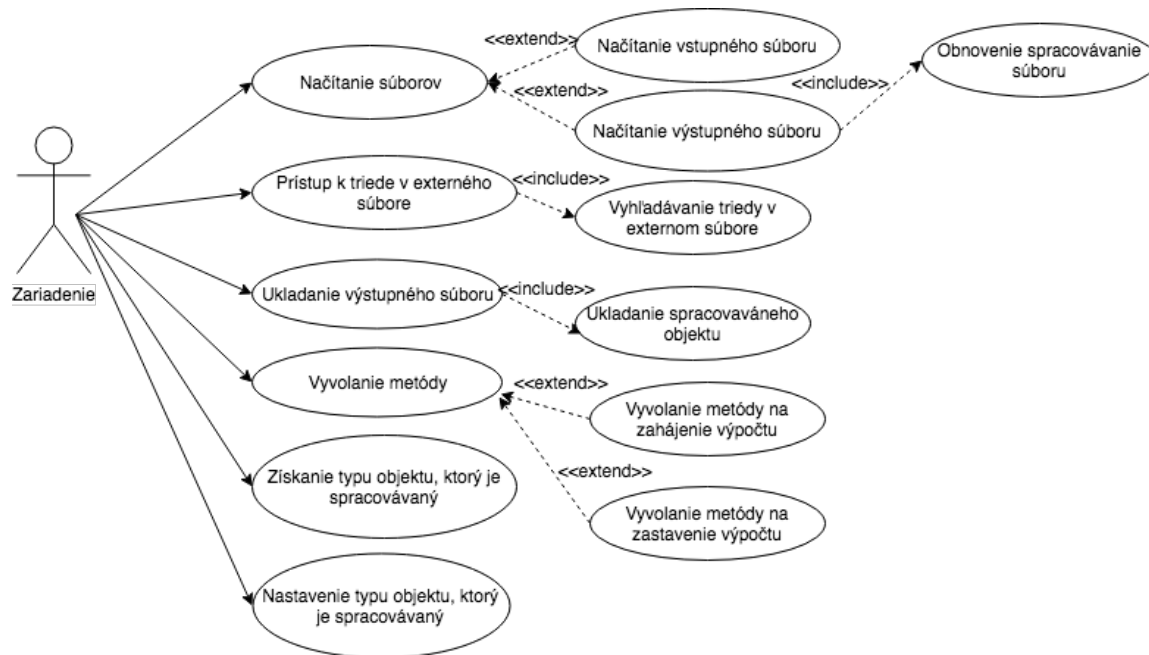 <<extend>>
Načítanie vstupného súboru
Obnovenie spracovávanie
súboru
Načítanie súborov
<<extend>>
<<include>>
Načítanie výstupného súboru
Prístup k triede v externého
súbore
<<include>>
Vyhľadávanie triedy v
externom súbore
Zariadenie
Ukladanie výstupného súboru
<<include>>
Ukladanie spracovaváneho
objektu
Vyvolanie metódy
<<extend>>
Vyvolanie metódy na
zahájenie výpočtu
<<extend>>
Získanie typu objektu, ktorý je
spracovávaný
Vyvolanie metódy na
zastavenie výpočtu
Nastavenie typu objektu, ktorý
je spracovávaný